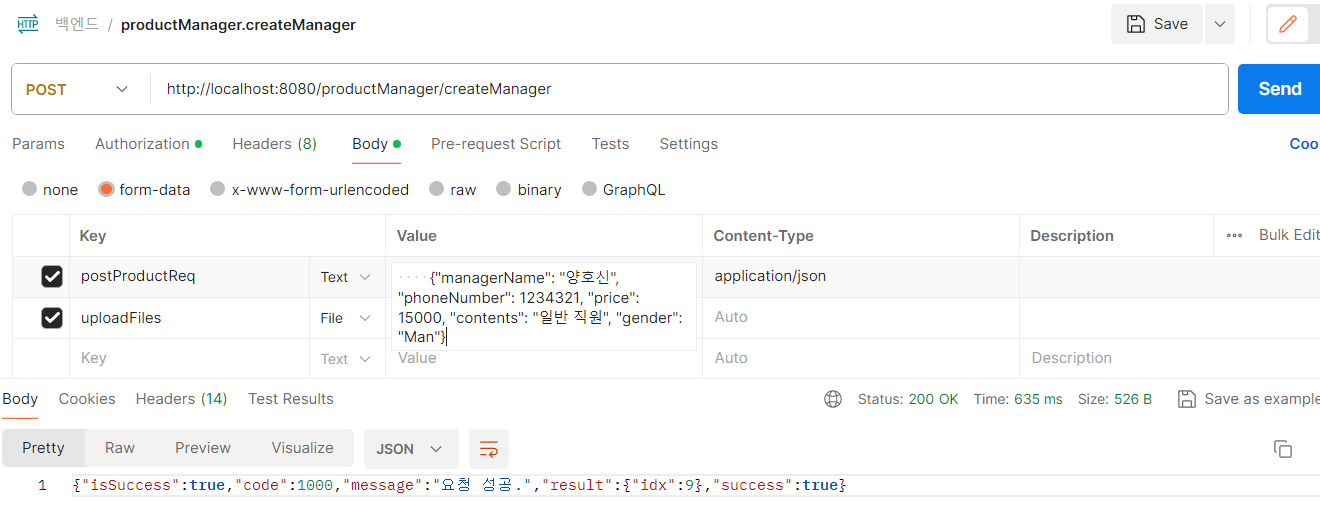 HTTP 백엔드 / productManager.createManager Save
POST http://localhost:8080/productManager/createManager Send
Params Authorization Headers (8) Body Pre-request Script Tests Settings Coo
none form-data x-www-form-urlencoded raw binary GraphQL
Key Value Content-Type Description Bulk Edit
postProductReq Text application/json
{"managerName": "양호신",
"phoneNumber": 1234321, "price":
15000, "contents": "일반 직원", "gender":
"Man"}
uploadFiles File Auto
Key Text Value Auto Description
Body Cookies Headers (14) Test Results Status: 200 OK Time: 635 ms Size: 526 B Save as example
Pretty Raw Preview Visualize JSON
1 {"isSuccess":true,"code":1000,"message":"요청 성공.","result":{"idx":9},"success":true}